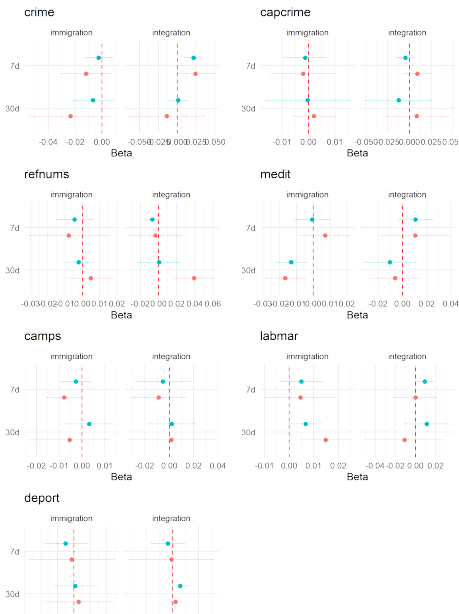 crime
immigration integration
7d
30d
-0.04 -0.02 0.00 -0.050 -0.025 0.000 0.025 0.050
Beta
capcrime
immigration integration
7d
30d
-0.01 0.00 0.01 -0.050 -0.025 0.000 0.025 0.050
Beta
refnums
immigration integration
7d
30d
-0.03 -0.02 -0.01 0.00 0.01 0.02 -0.02 0.00 0.02 0.04 0.06
Beta
medit
immigration integration
7d
30d
-0.03 -0.02 -0.01 0.00 0.01 0.02 -0.02 0.00 0.02 0.04
Beta
camps
immigration integration
7d
30d
-0.02 -0.01 0.00 0.01 -0.02 0.00 0.02 0.04
Beta
labmar
immigration integration
7d
30d
-0.01 0.00 0.01 0.02 -0.04 -0.02 0.00 0.02
Beta
deport
immigration integration
7d
30d